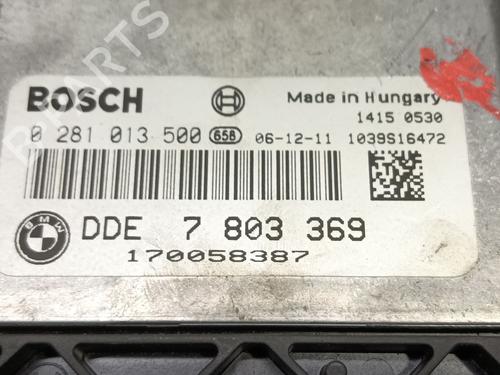 BOSCH
Made in Hungary
1415 0530
0 281 013 500 658 06-12-11 1039S16472
BMW
DDE 7 803 369
170058387